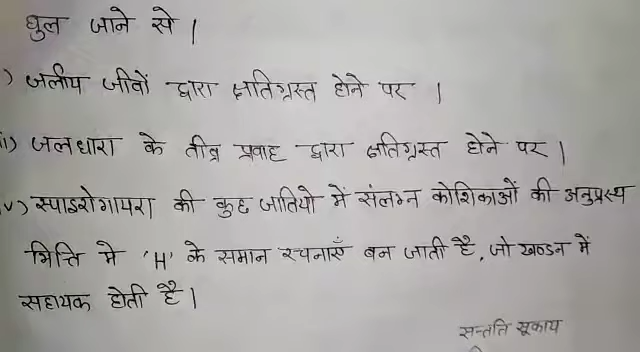 घुल जाने से |
) जलीय जीवों द्वारा क्षतिग्रस्त होने पर |
ii) जलधारा के तीव्र प्रवाह द्वारा क्षतिग्रस्त होने पर |
iv) स्पाइरोगायरा की कुछ जातियो में संलग्न कोशिकाओं की अनुप्रस्थ
भित्ति मे 'H' के समान रचनाएँ बन जाती है, जो खण्डन में
सहायक होती है |
सन्तति सूकाय